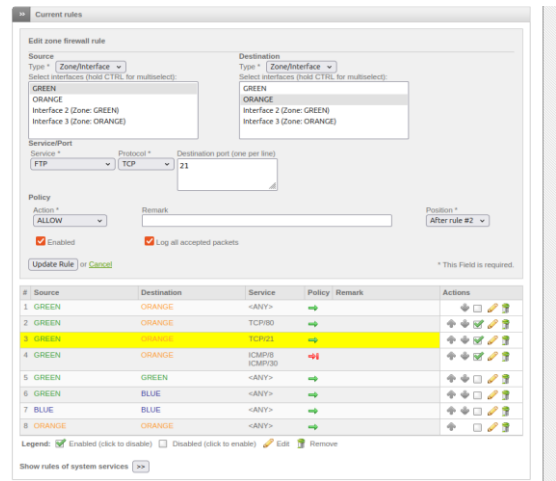 » Current rules
Edit zone firewall rule
Source
Type * Zone/Interface
Select interfaces (hold CTRL for multiselect):
GREEN
ORANGE
Interface 2 (Zone: GREEN)
Interface 3 (Zone: ORANGE)
Destination
Type * Zone/Interface
Select interfaces (hold CTRL for multiselect):
GREEN
ORANGE
Interface 2 (Zone: GREEN)
Interface 3 (Zone: ORANGE)
Service/Port
Service * Protocol * Destination port (one per line)
FTP TCP 21
Policy
Action * Remark Position *
ALLOW After rule #2
Enabled Log all accepted packets
Update Rule or Cancel * This Field is required.
# Source Destination Service Policy Remark Actions
1 GREEN ORANGE <ANY>
2 GREEN ORANGE TCP/80
3 GREEN ORANGE TCP/21
4 GREEN ORANGE ICMP/8
ICMP/30
5 GREEN GREEN <ANY>
6 GREEN BLUE <ANY>
7 BLUE BLUE <ANY>
8 ORANGE ORANGE <ANY>
Legend: Enabled (click to disable) Disabled (click to enable) Edit Remove
Show rules of system services >>